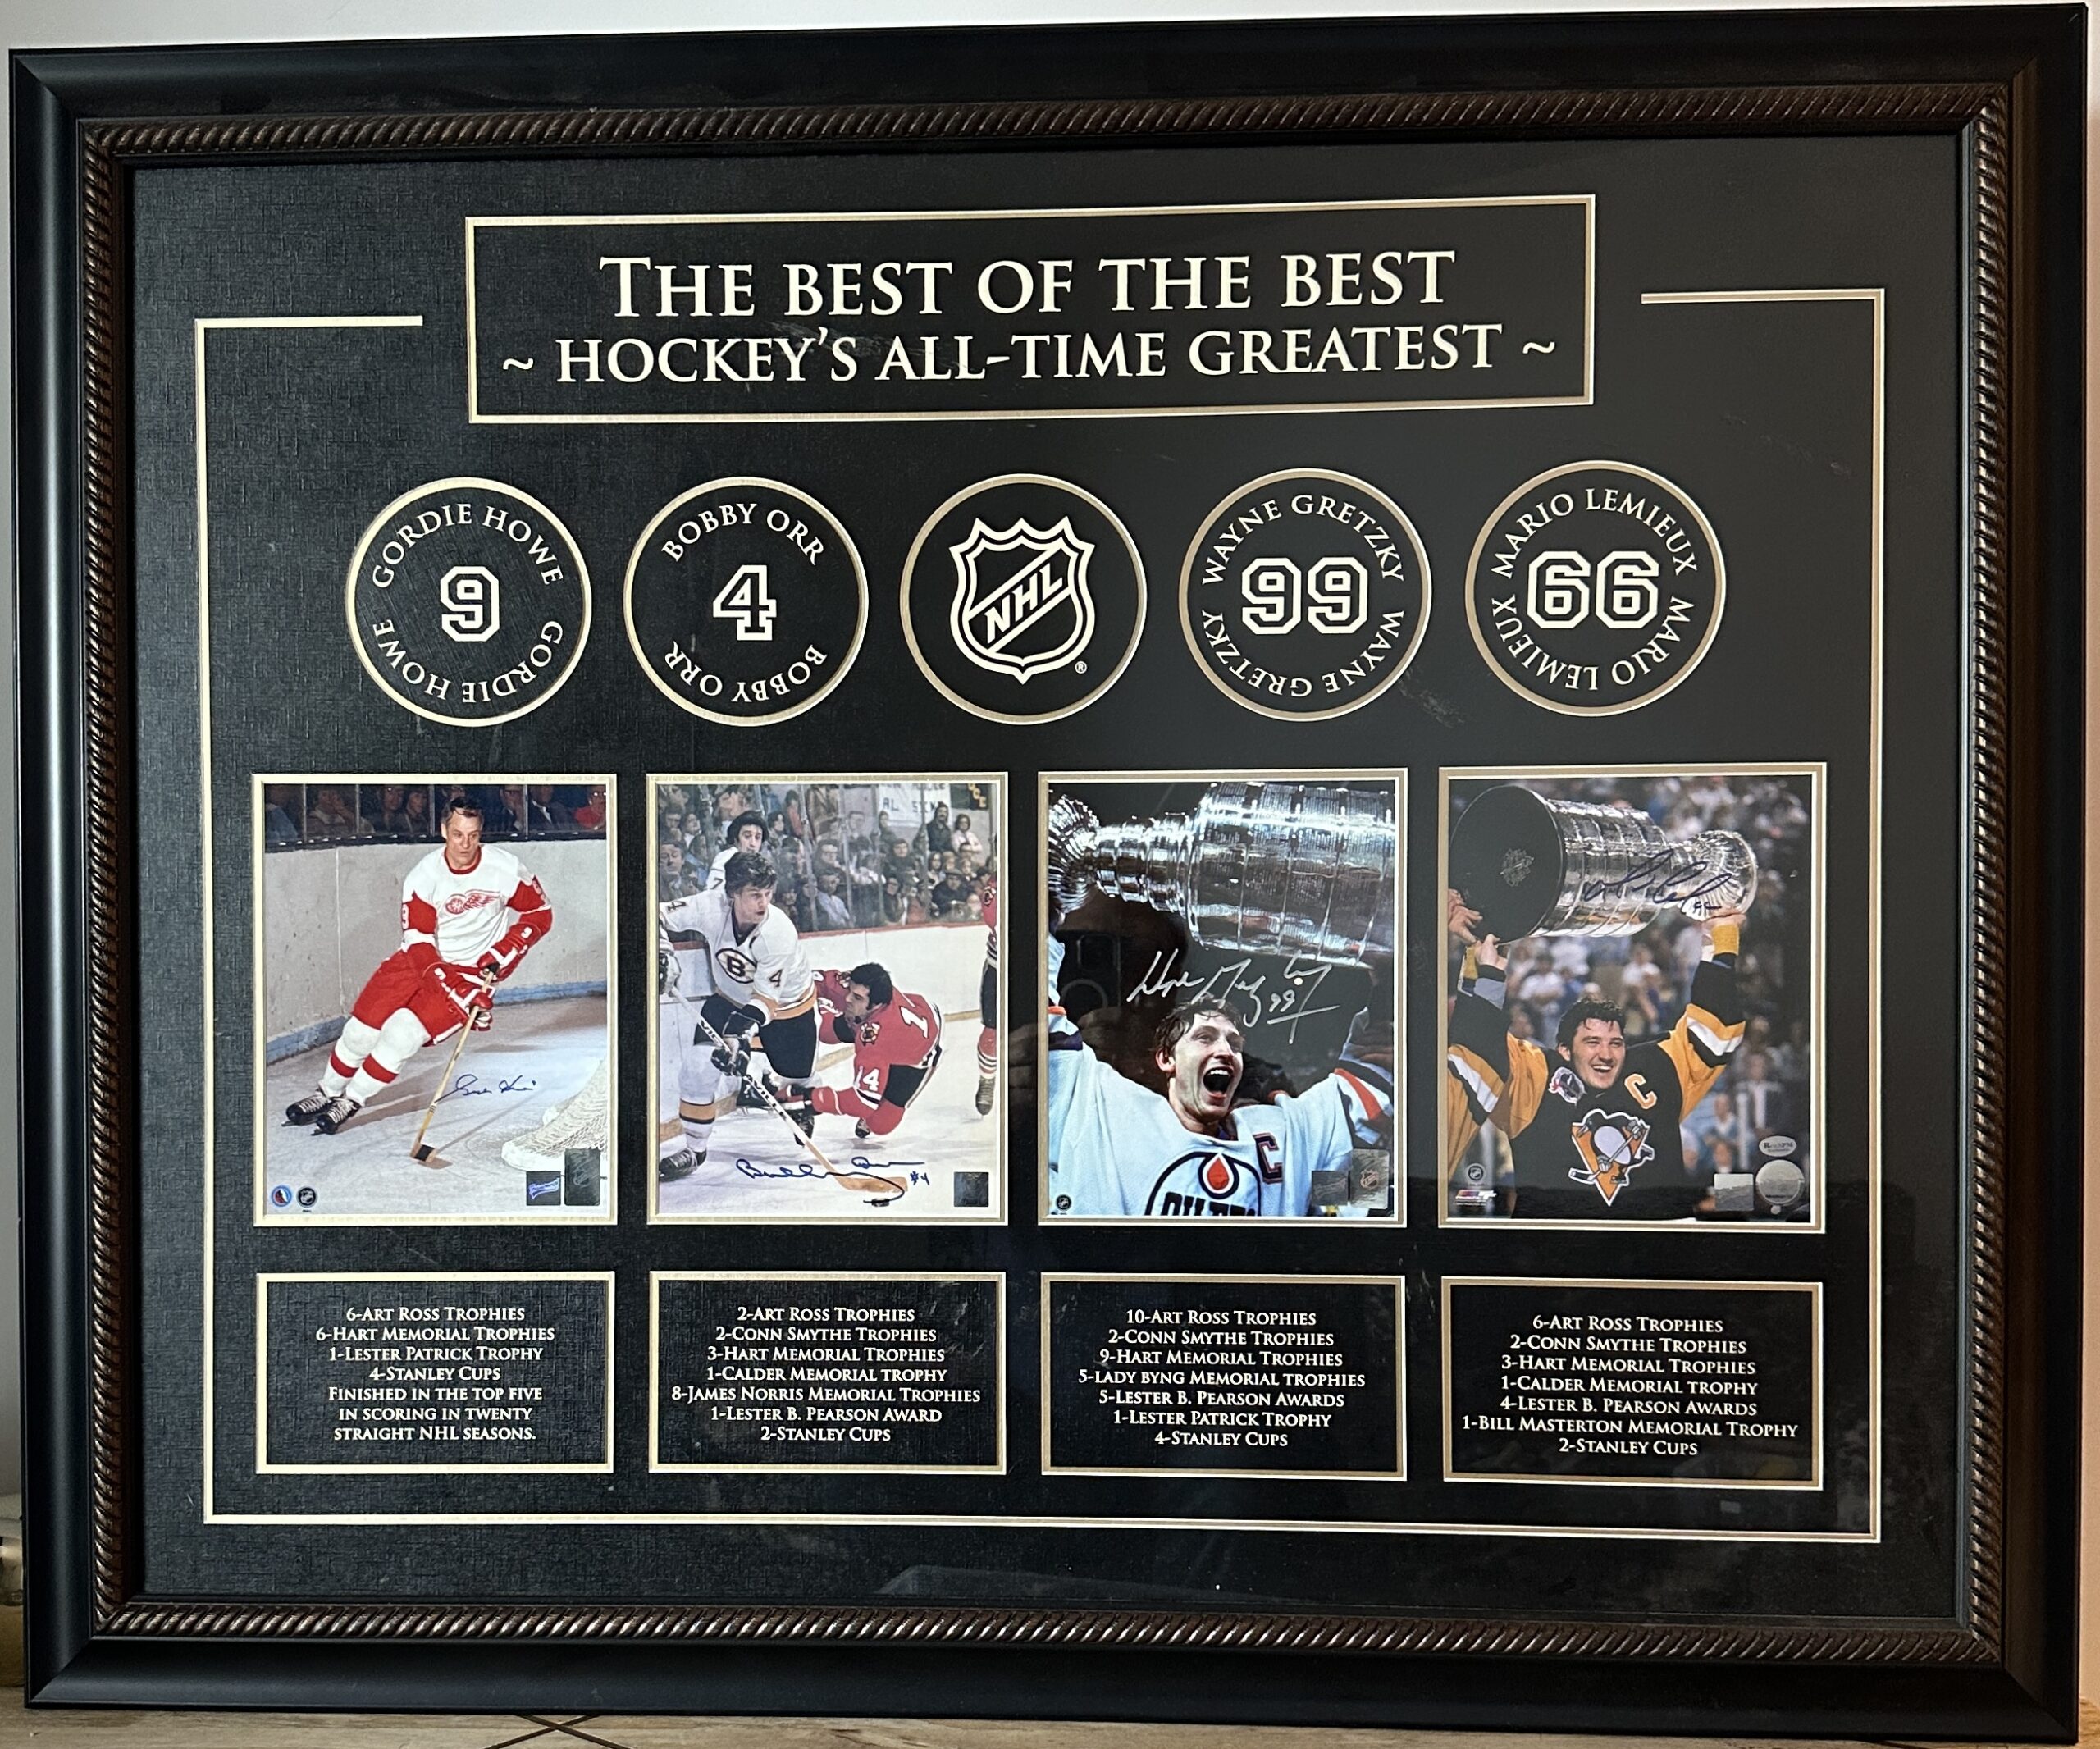 THE BEST OF THE BEST
~ HOCKEY'S ALL-TIME GREATEST ~
GORDIE HOWE
9
GORDIE HOWE
BOBBY ORR
4
BOBBY ORR
NHL
®
WAYNE GRETZKY
99
WAYNE GRETZKY
MARIO LEMIEUX
66
MARIO LEMIEUX
9
4
4
B
14
#4
C
OILERS
99
C
6-ART ROSS TROPHIES
6-HART MEMORIAL TROPHIES
1-LESTER PATRICK TROPHY
4-STANLEY CUPS
FINISHED IN THE TOP FIVE
IN SCORING IN TWENTY
STRAIGHT NHL SEASONS.
2-ART ROSS TROPHIES
2-CONN SMYTHE TROPHIES
3-HART MEMORIAL TROPHIES
1-CALDER MEMORIAL TROPHY
8-JAMES NORRIS MEMORIAL TROPHIES
1-LESTER B. PEARSON AWARD
2-STANLEY CUPS
10-ART ROSS TROPHIES
2-CONN SMYTHE TROPHIES
9-HART MEMORIAL TROPHIES
5-LADY BYNG MEMORIAL TROPHIES
5-LESTER B. PEARSON AWARDS
1-LESTER PATRICK TROPHY
4-STANLEY CUPS
6-ART ROSS TROPHIES
2-CONN SMYTHE TROPHIES
3-HART MEMORIAL TROPHIES
1-CALDER MEMORIAL TROPHY
4-LESTER B. PEARSON AWARDS
1-BILL MASTERTON MEMORIAL TROPHY
2-STANLEY CUPS